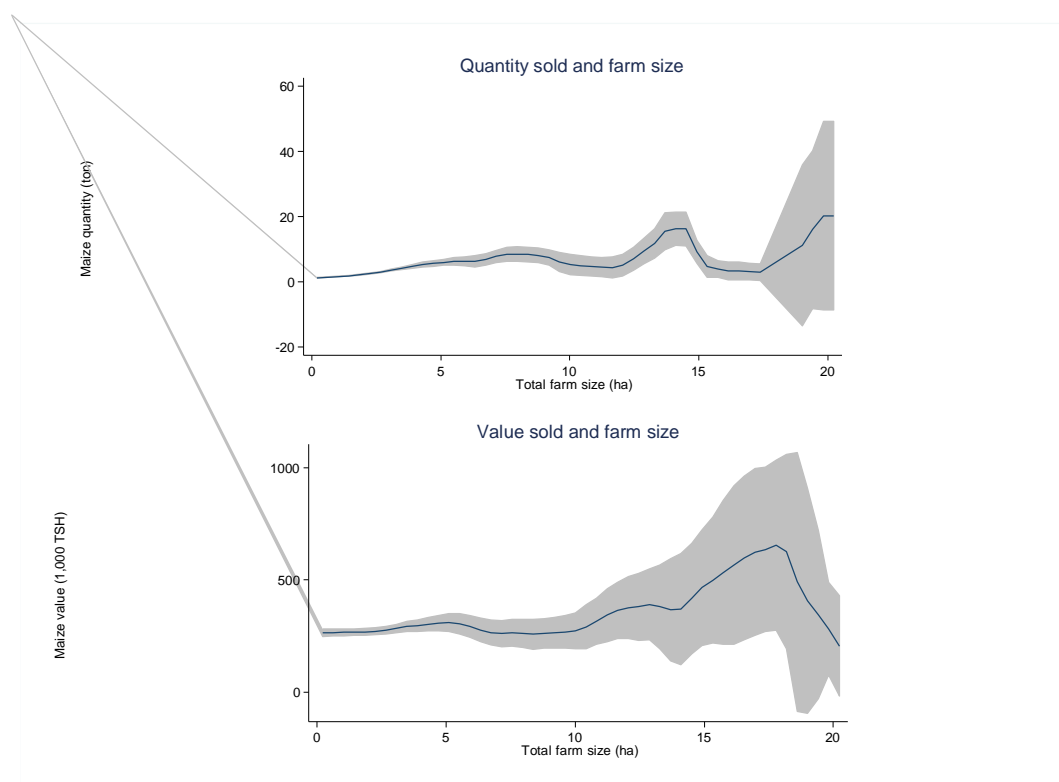 Quantity sold and farm size
Maize quantity (ton)
60
40
20
0
-20
0 5 10 15 20
Total farm size (ha)
Value sold and farm size
Maize value (1,000 TSH)
1000
500
0
0 5 10 15 20
Total farm size (ha)